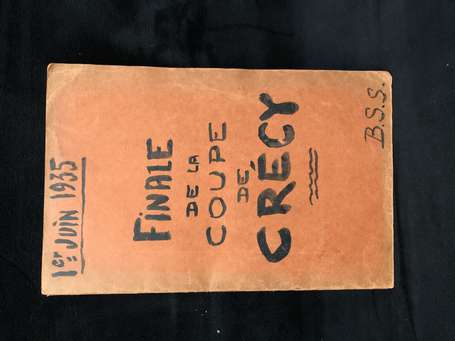 1er JUIN 1935
FINALE
DE LA
COUPE
DE
CRÉCY
B.S.S.